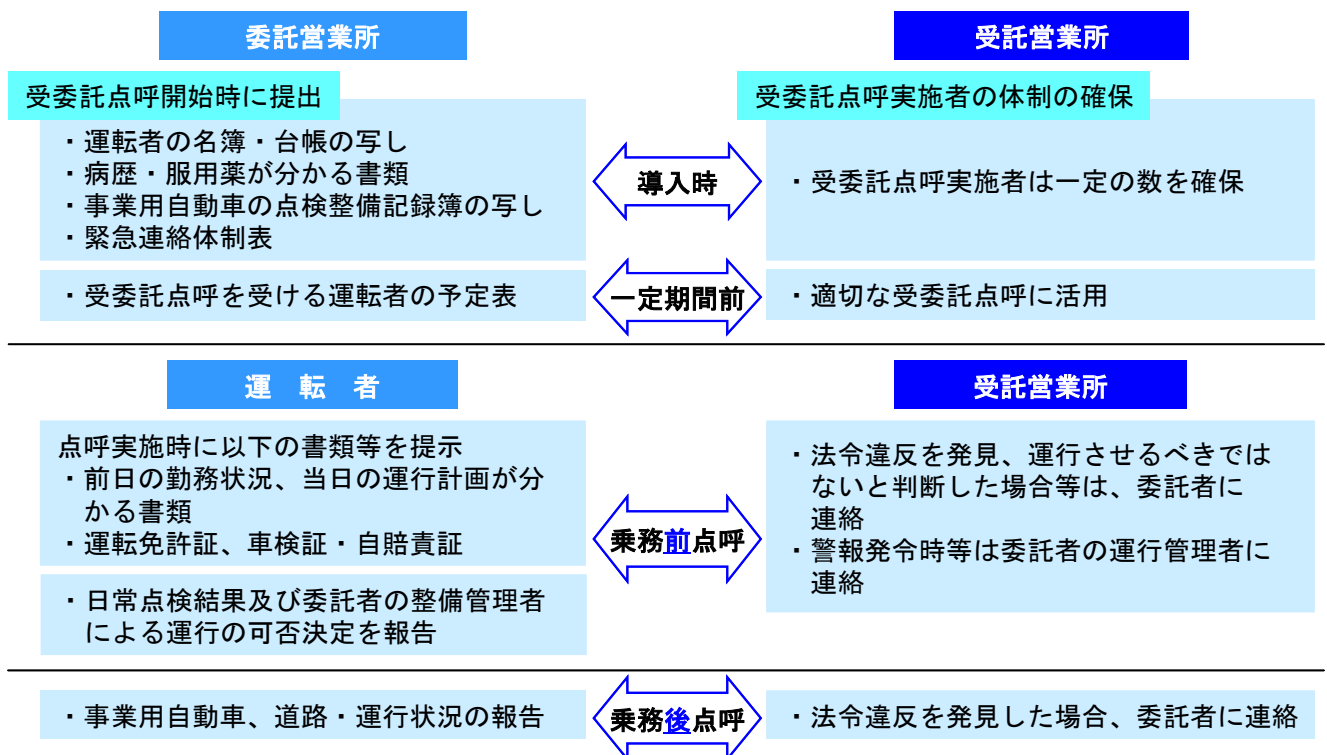 委託営業所
受託営業所
受委託点呼開始時に提出
・運転者の名簿・台帳の写し
・病歴・服用薬が分かる書類
・事業用自動車の点検整備記録簿の写し
・緊急連絡体制表
導入時
受委託点呼実施者の体制の確保
・受委託点呼実施者は一定の数を確保
・受委託点呼を受ける運転者の予定表
一定期間前
・適切な受委託点呼に活用
運 転 者
受託営業所
点呼実施時に以下の書類等を提示
・前日の勤務状況、当日の運行計画が分
かる書類
・運転免許証、車検証・自賠責証
・日常点検結果及び委託者の整備管理者
による運行の可否決定を報告
乗務前点呼
・法令違反を発見、運行させるべきでは
ないと判断した場合等は、委託者に
連絡
・警報発令時等は委託者の運行管理者に
連絡
・事業用自動車、道路・運行状況の報告
乗務後点呼
・法令違反を発見した場合、委託者に連絡